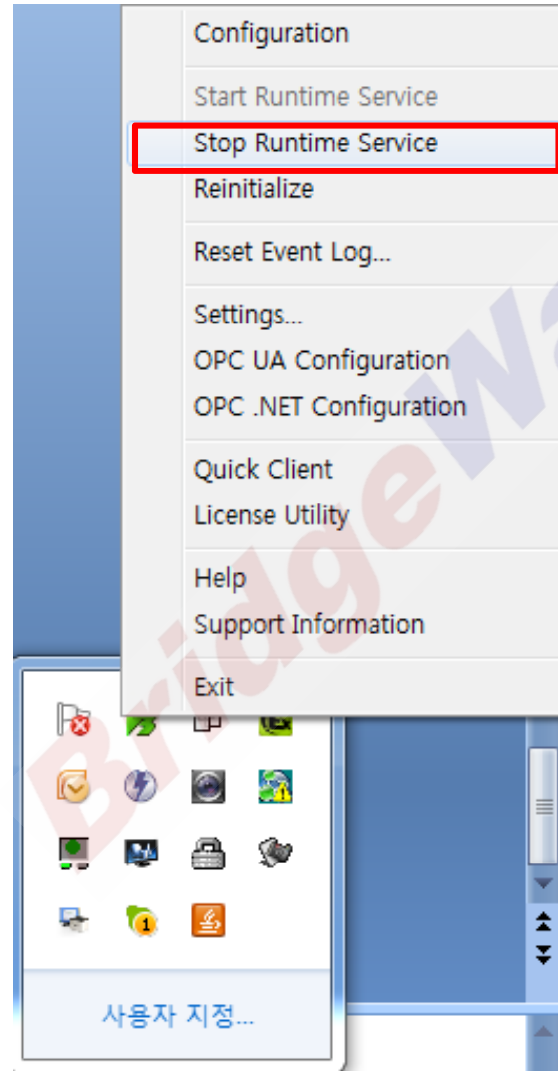 Configuration
Start Runtime Service
Stop Runtime Service
Reinitialize
Reset Event Log...
Settings...
OPC UA Configuration
OPC .NET Configuration
Quick Client
License Utility
Help
Support Information
Exit
1
사용자 지정...
BridgeWa